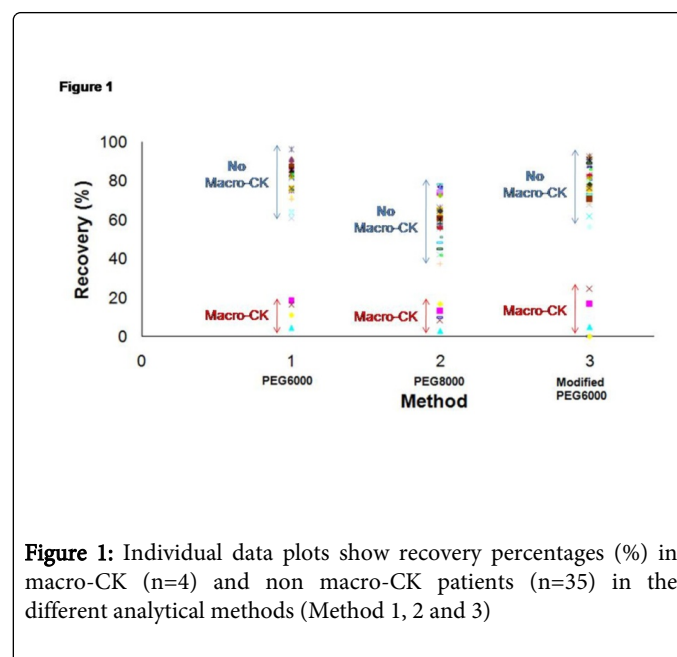 Figure 1
100
80
60
40
20
0
Recovery (%)
No
Macro-CK
No
Macro-CK
No
Macro-CK
Macro-CK
Macro-CK
Macro-CK
0
1
2
3
PEG6000
PEG8000
Modified
PEG6000
Method
Figure 1: Individual data plots show recovery percentages (%) in
macro-CK (n=4) and non macro-CK patients (n=35) in the
different analytical methods (Method 1, 2 and 3)